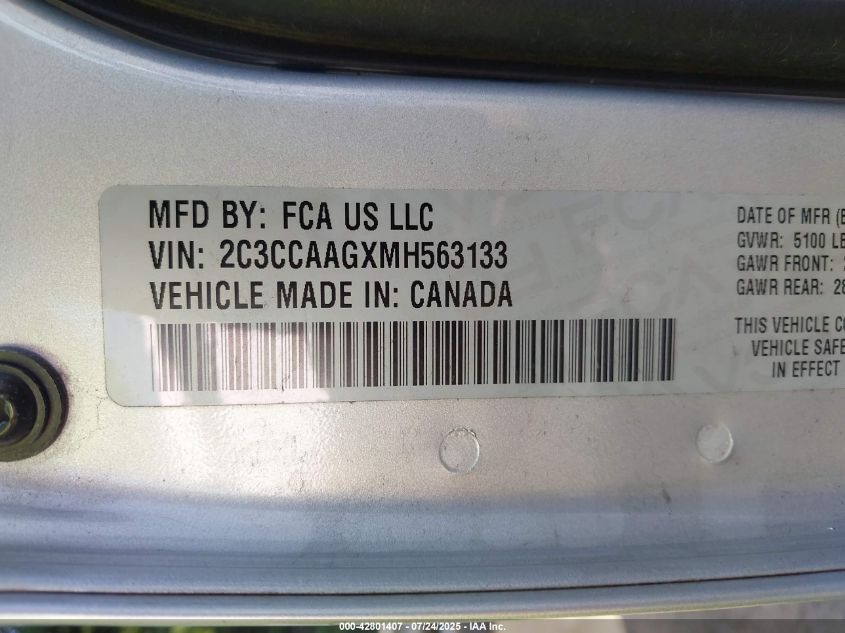 MFD BY: FCA US LLC
VIN: 2C3CCAAGXMH563133
VEHICLE MADE IN: CANADA
DATE OF MFR
GVWR: 5100
GAWR FRONT:
GAWR REAR:
THIS VEHICLE
VEHICLE
IN EFFECT
000-42801407 - 07/24/2025 - IAA Inc.